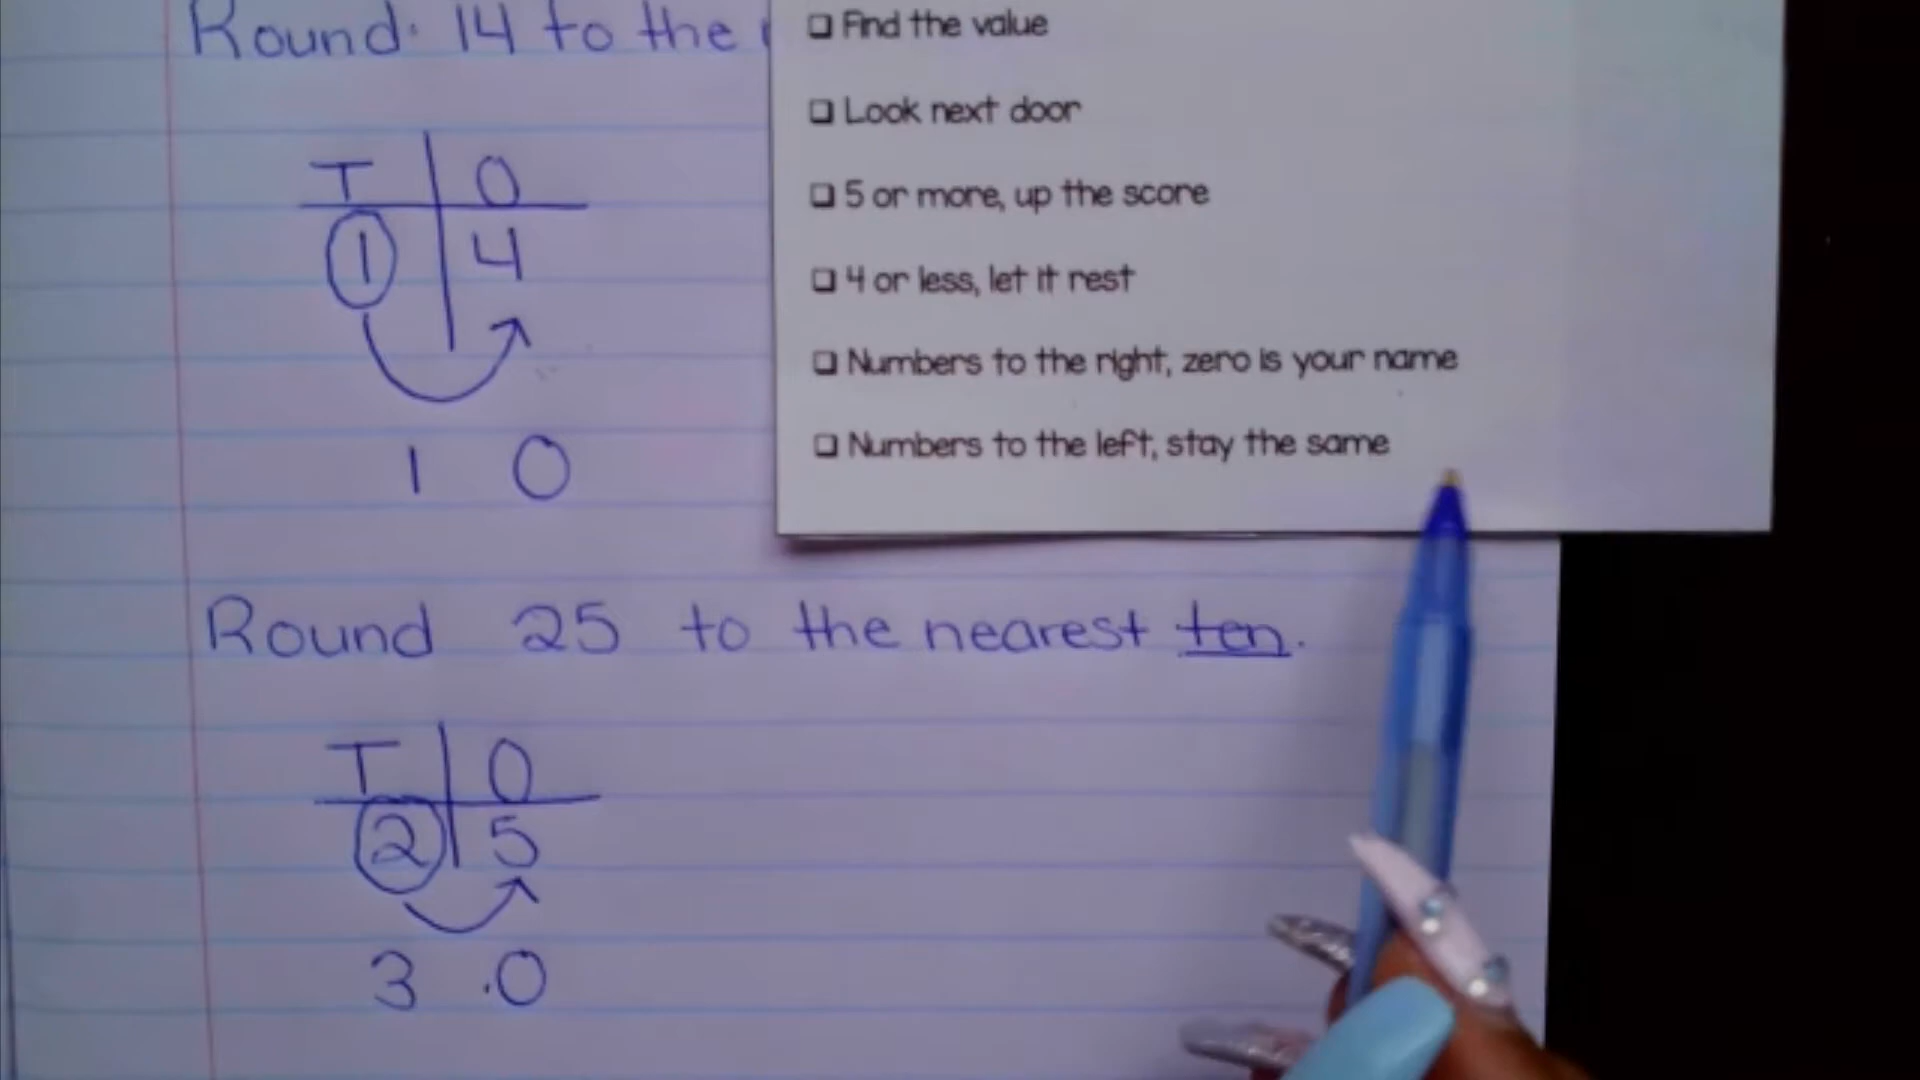 Round: 14 to the
T O
1 4
1 0
❑ Find the value
❑ Look next door
❑ 5 or more, up the score
❑ 4 or less, let it rest
❑ Numbers to the right, zero is your name
❑ Numbers to the left, stay the same
Round 25 to the nearest ten.
T O
2 5
3 .0